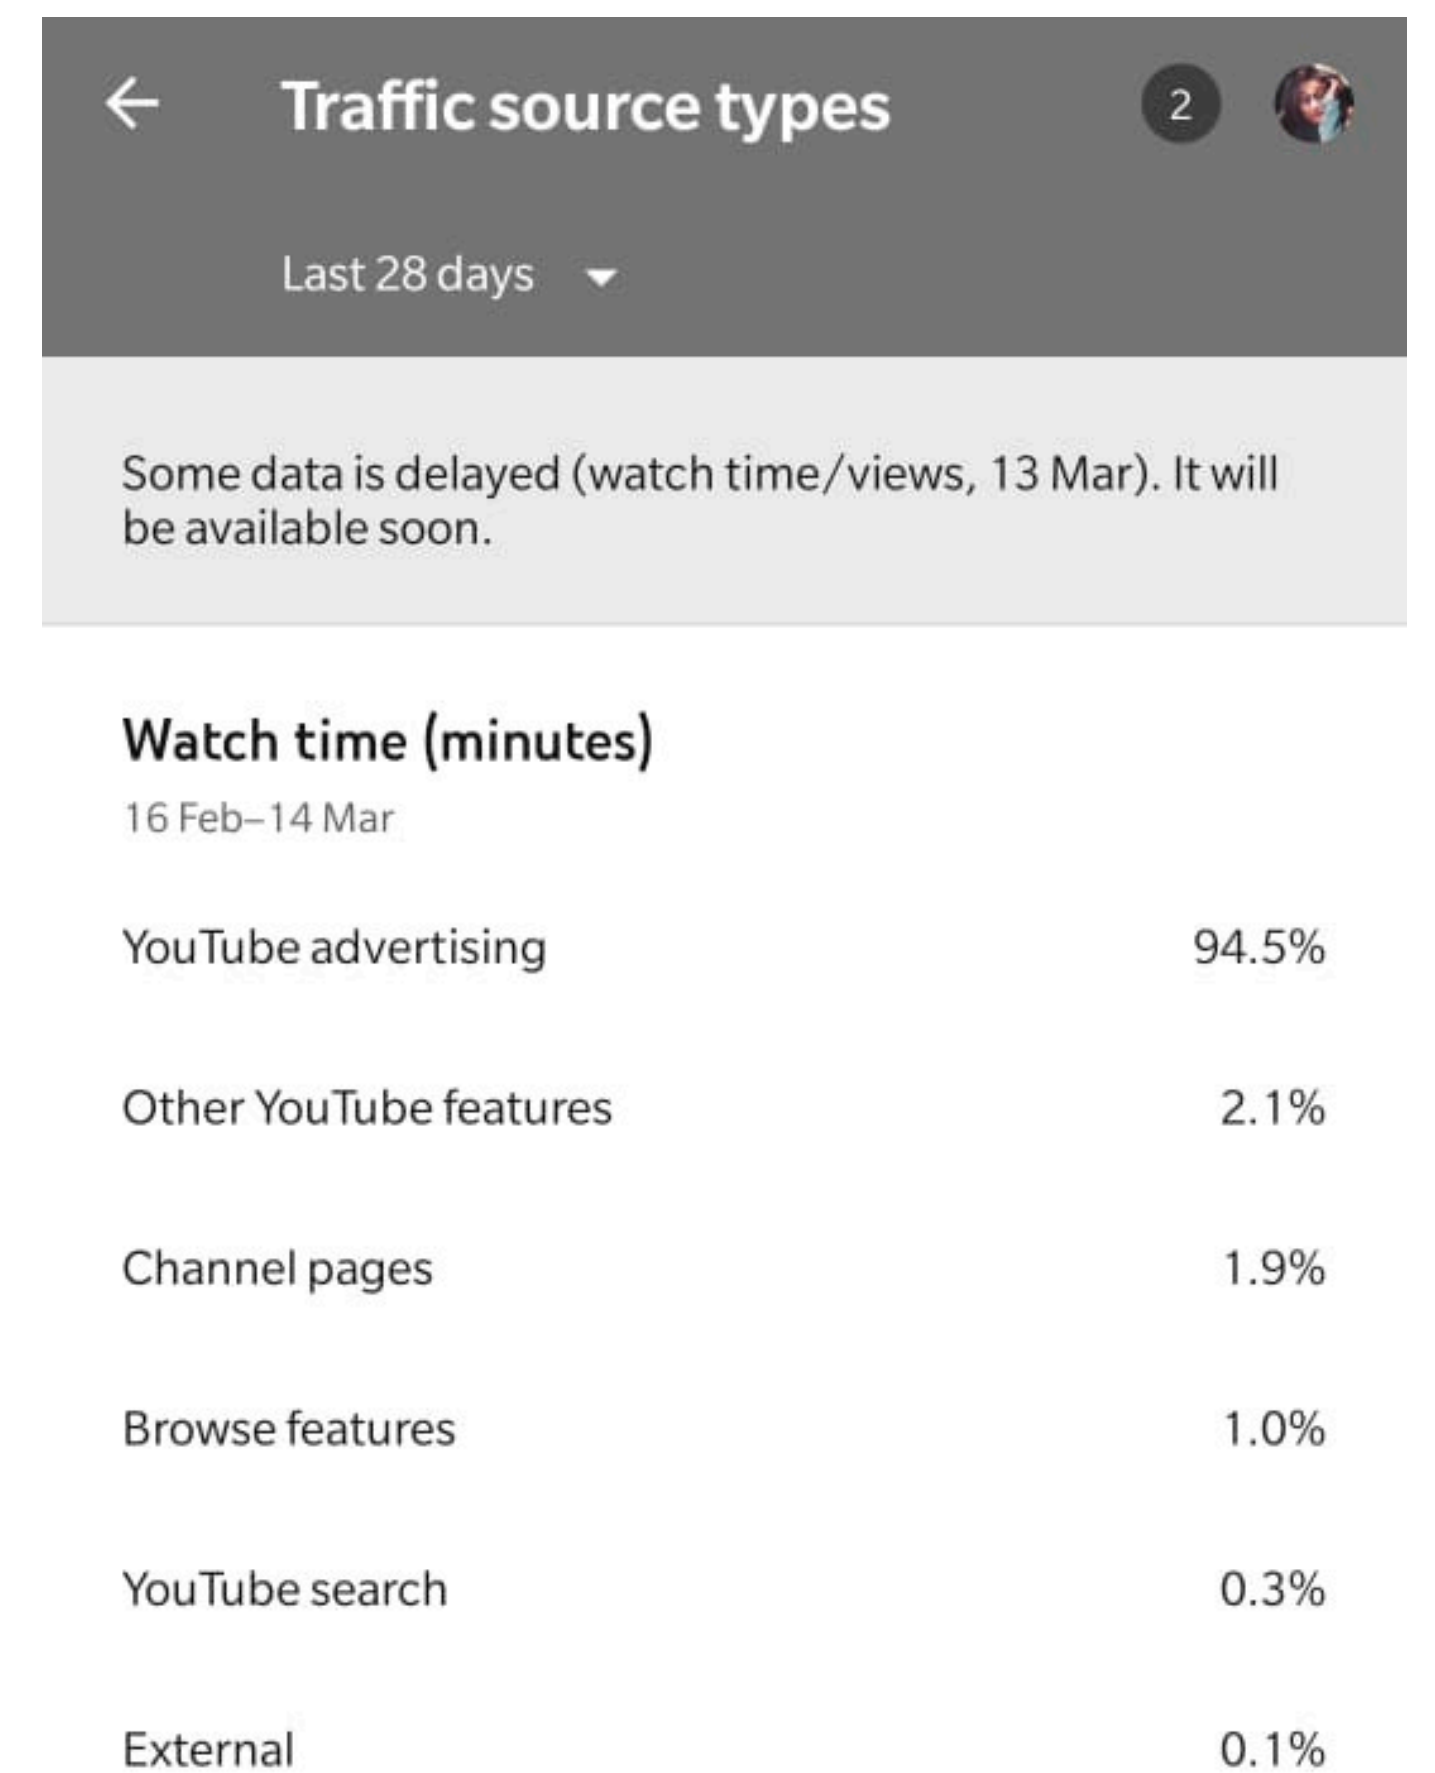 Traffic source types
2
Last 28 days
Some data is delayed (watch time/views, 13 Mar). It will
be available soon.
Watch time (minutes)
16 Feb–14 Mar
YouTube advertising 94.5%
Other YouTube features 2.1%
Channel pages 1.9%
Browse features 1.0%
YouTube search 0.3%
External 0.1%